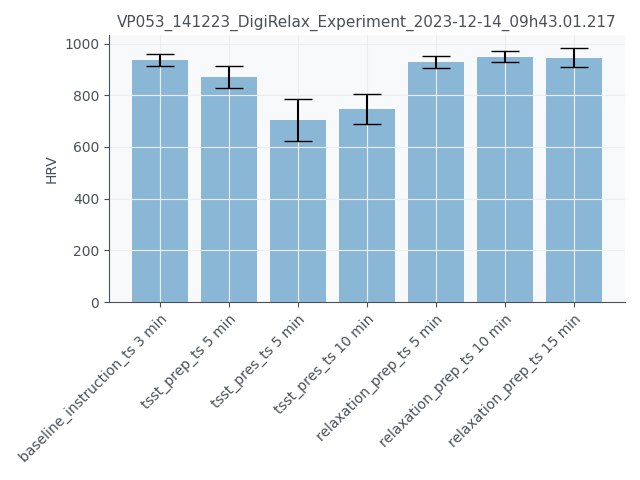 VP053_141223_DigiRelax_Experiment_2023-12-14_09h43.01.217
1000
800
600
400
200
0
HRV
baseline_instruction_ts 3 min
tsst_prep_ts 5 min
tsst_pres_ts 5 min
tsst_pres_ts 10 min
relaxation_prep_ts 5 min
relaxation_prep_ts 10 min
relaxation_prep_ts 15 min